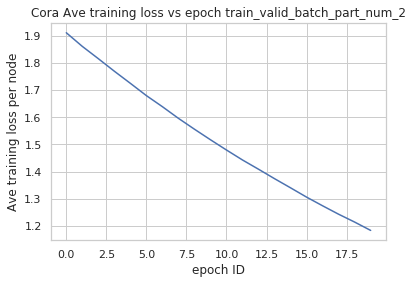 Cora Ave training loss vs epoch train_valid_batch_part_num_2
Ave training loss per node
1.9
1.8
1.7
1.6
1.5
1.4
1.3
1.2
0.0 2.5 5.0 7.5 10.0 12.5 15.0 17.5
epoch ID